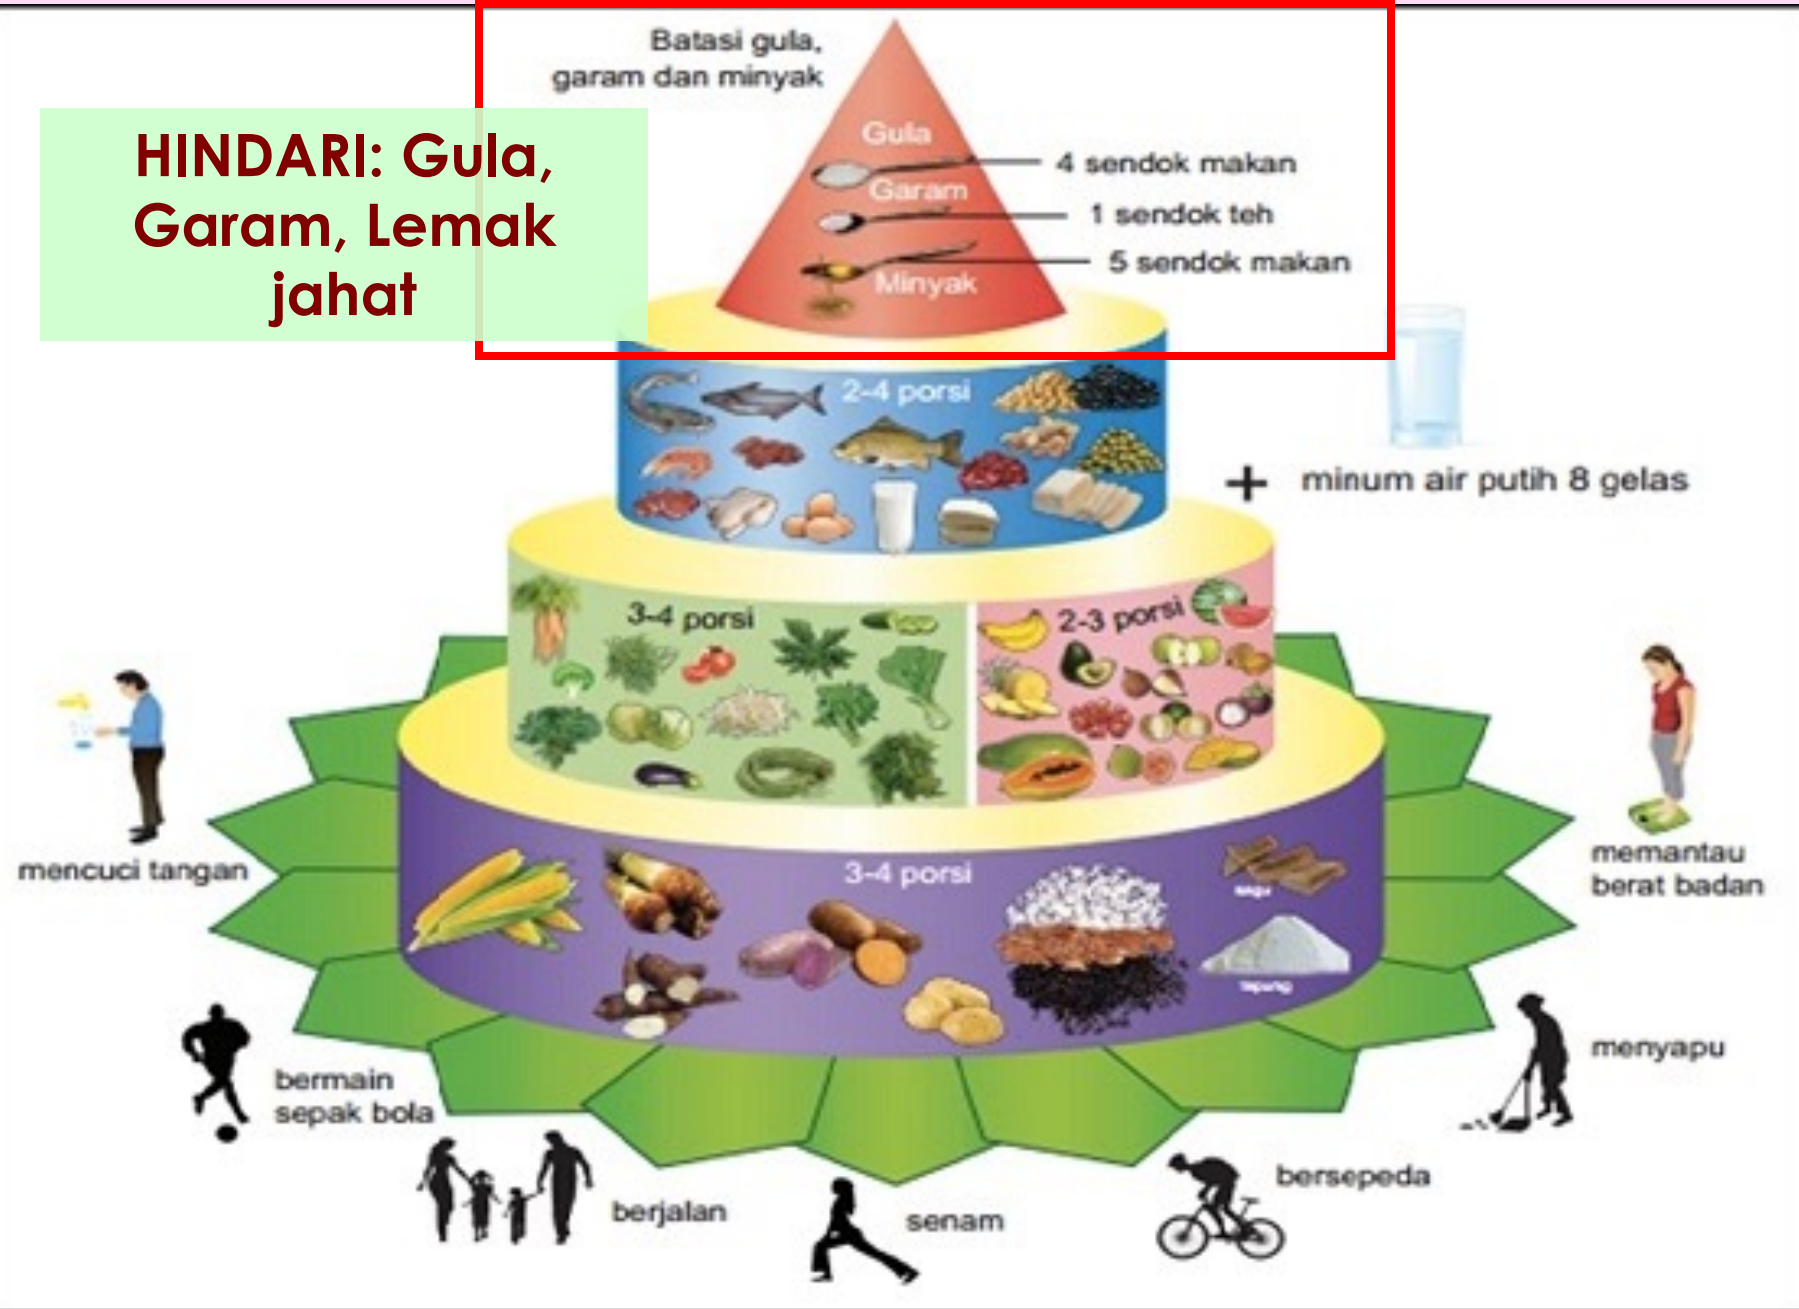 Batasi gula,
garam dan minyak
HINDARI: Gula,
Garam, Lemak
jahat
Gula
4 sendok makan
Garam
1 sendok teh
5 sendok makan
Minyak
2-4 porsi
+ minum air putih 8 gelas
3-4 porsi
2-3 porsi
mencuci tangan
memantau
berat badan
3-4 porsi
sagu
tepung
bermain
sepak bola
menyapu
berjalan
senam
bersepeda